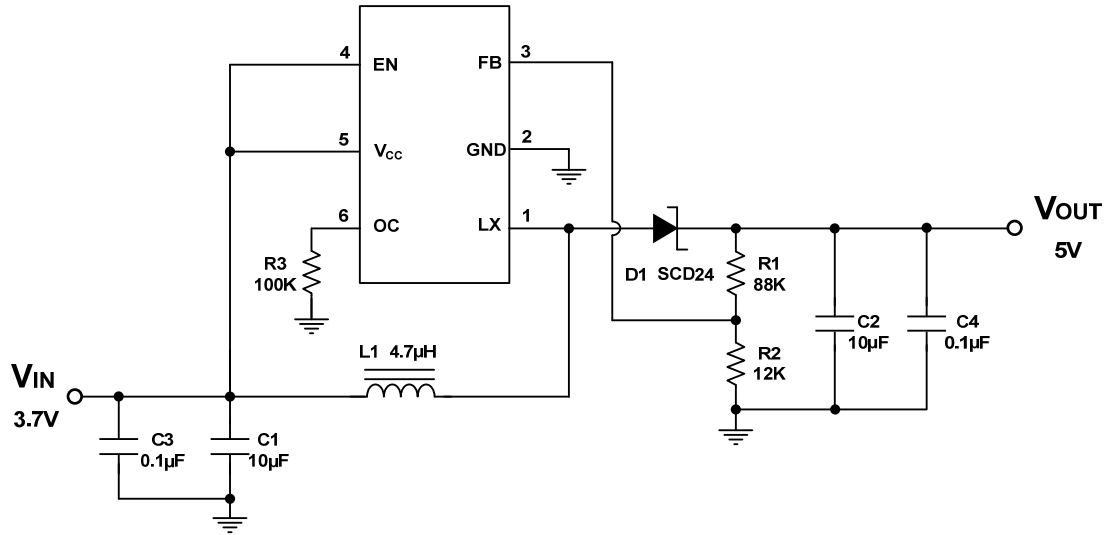 4
EN
FB
3
5
VCC
GND
2
6
OC
LX
1
R3
100K
D1 SCD24
R1
88K
VOUT
5V
C2
10µF
C4
0.1µF
R2
12K
L1 4.7µH
VIN
3.7V
C3
0.1µF
C1
10µF